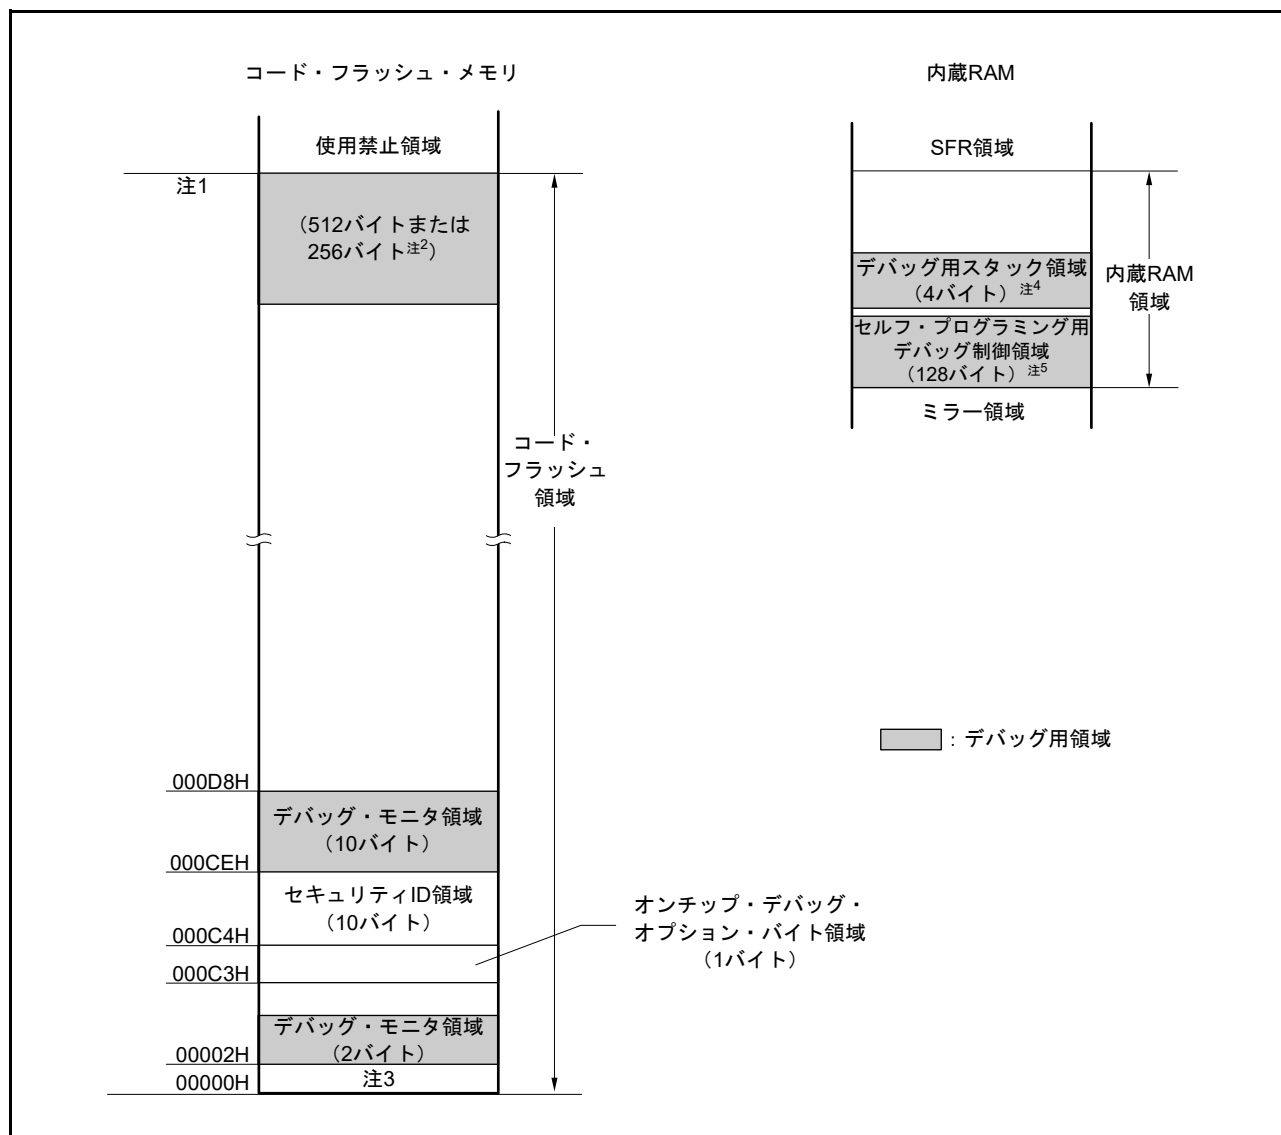 コード・フラッシュ・メモリ
使用禁止領域
注1
（512バイトまたは
256バイト注2）
コード・
フラッシュ
領域
000D8H
デバッグ・モニタ領域
（10バイト）
000CEH
セキュリティID領域
（10バイト）
000C4H
000C3H
オンチップ・デバッグ・
オプション・バイト領域
（1バイト）
デバッグ・モニタ領域
（2バイト）
00002H
注3
00000H
内蔵RAM
SFR領域
デバッグ用スタック領域
（4バイト）注4
セルフ・プログラミング用
デバッグ制御領域
（128バイト）注5
ミラー領域
内蔵RAM
領域
：デバッグ用領域